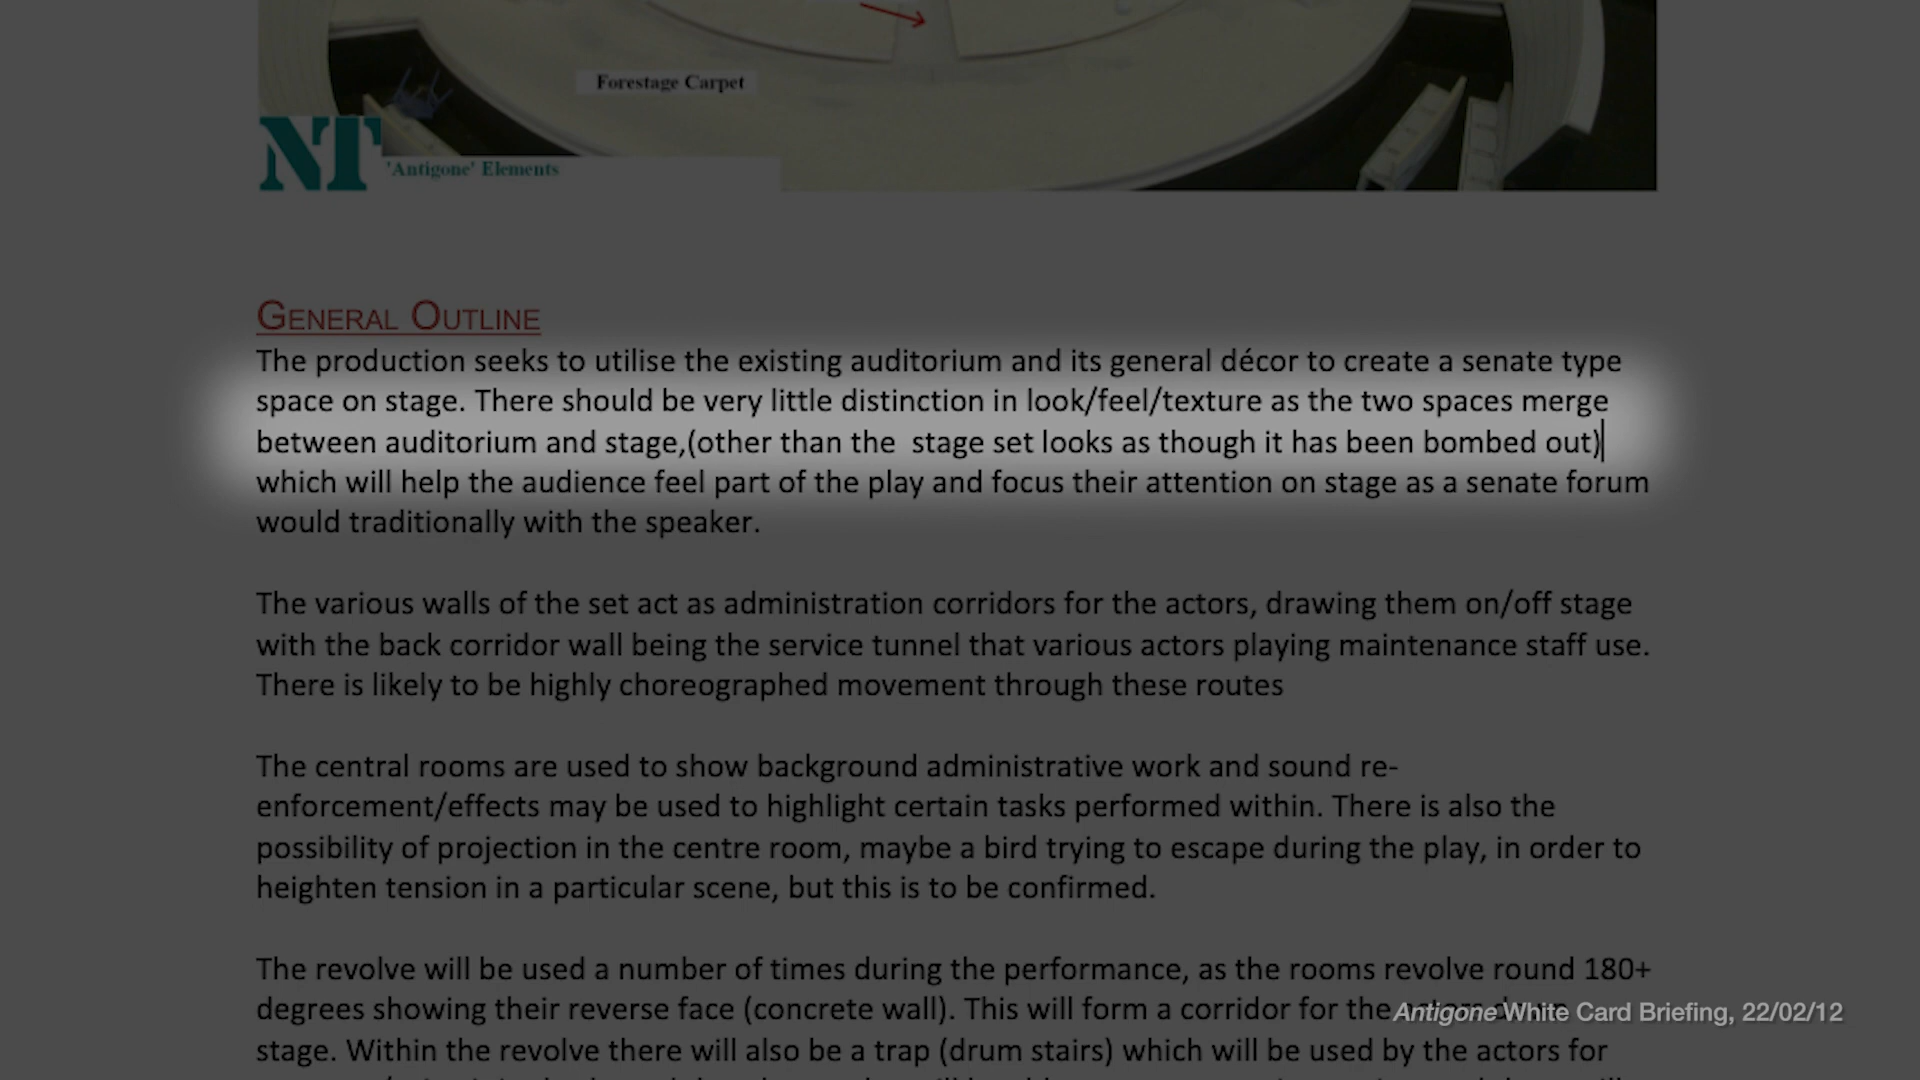 Forestage Carpet
NT
'Antigone' Elements
GENERAL OUTLINE
The production seeks to utilise the existing auditorium and its general décor to create a senate type
space on stage. There should be very little distinction in look/feel/texture as the two spaces merge
between auditorium and stage,(other than the  stage set looks as though it has been bombed out)
which will help the audience feel part of the play and focus their attention on stage as a senate forum
would traditionally with the speaker.
The various walls of the set act as administration corridors for the actors, drawing them on/off stage
with the back corridor wall being the service tunnel that various actors playing maintenance staff use.
There is likely to be highly choreographed movement through these routes
The central rooms are used to show background administrative work and sound re-
enforcement/effects may be used to highlight certain tasks performed within. There is also the
possibility of projection in the centre room, maybe a bird trying to escape during the play, in order to
heighten tension in a particular scene, but this is to be confirmed.
The revolve will be used a number of times during the performance, as the rooms revolve round 180+
degrees showing their reverse face (concrete wall). This will form a corridor for the
Antigone White Card Briefing, 22/02/12
stage. Within the revolve there will also be a trap (drum stairs) which will be used by the actors for